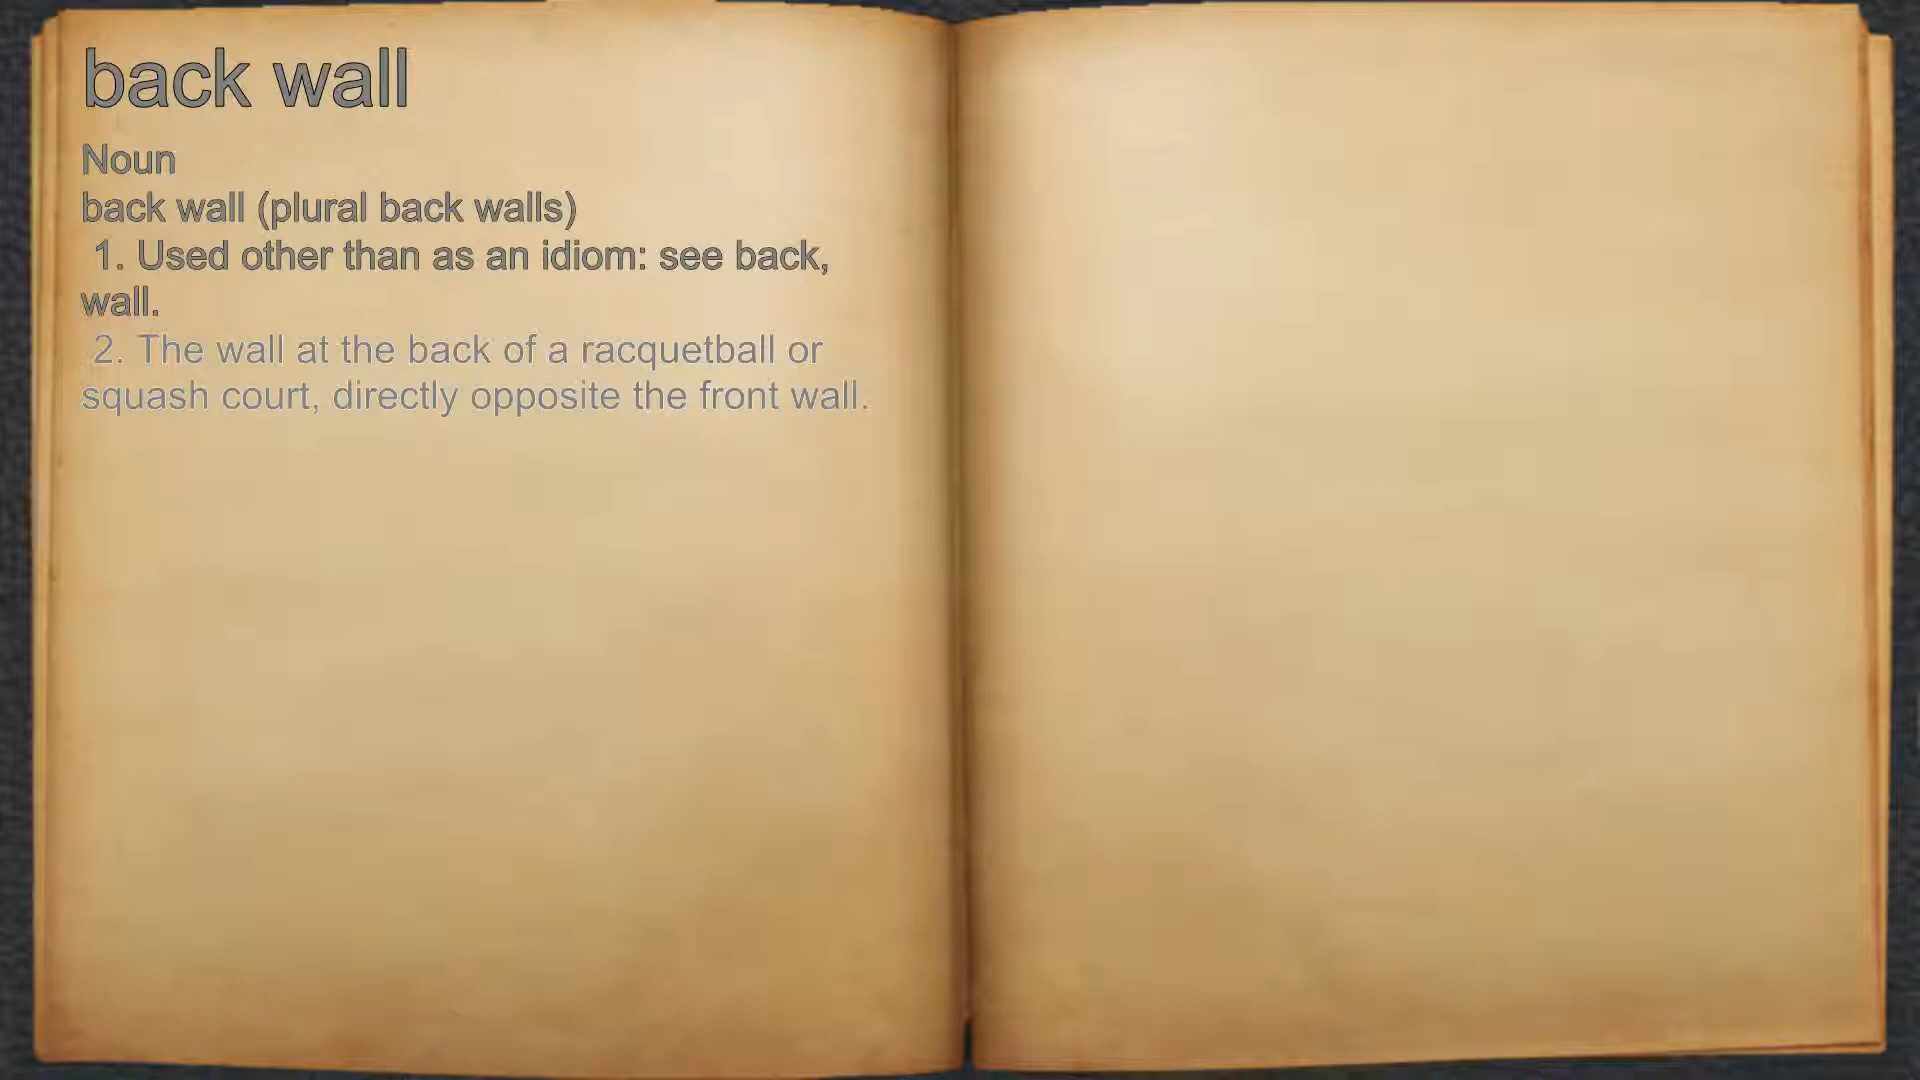 back wall
Noun
back wall (plural back walls)
1. Used other than as an idiom: see back,
wall.
2. The wall at the back of a racquetball or
squash court, directly opposite the front wall.